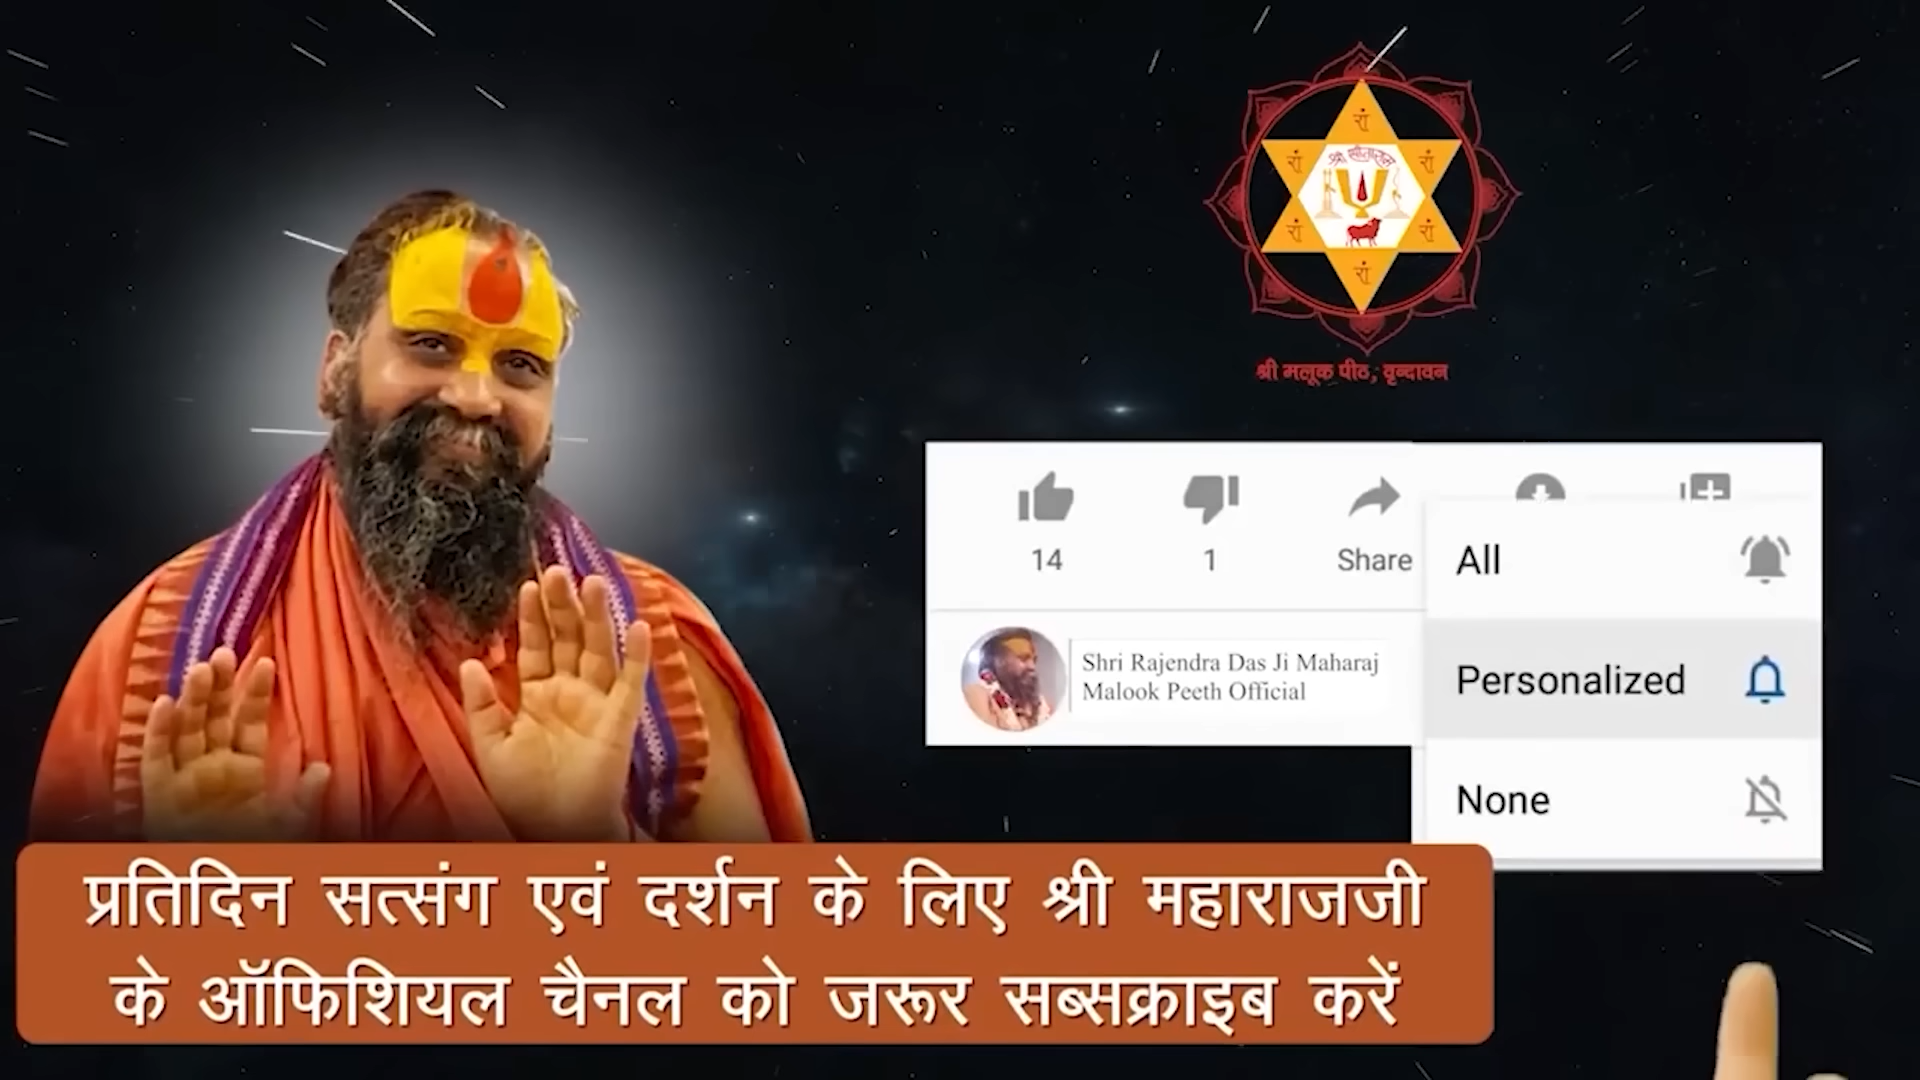 रां
रां
रां
श्री सीताराम
रां
रां
रां
श्री मलूक पीठ, वृन्दावन
14
1
Share
All
Shri Rajendra Das Ji Maharaj
Malook Peeth Official
Personalized
None
प्रतिदिन सत्संग एवं दर्शन के लिए श्री महाराजजी
के ऑफिशियल चैनल को जरूर सब्सक्राइब करें